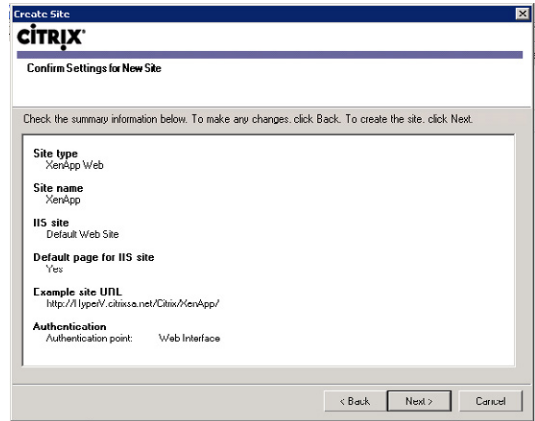 Create Site
CITRIX
Confirm Settings for New Site
Check the summary information below. To make any changes, click Back. To create the site, click Next.
Site type
XenApp Web
Site name
XenApp
IIS site
Default Web Site
Default page for IIS site
Yes
Example site URL
http://HyperV.citrixsa.net/Citrix/XenApp/
Authentication
Authentication point: Web Interface
< Back Next > Cancel